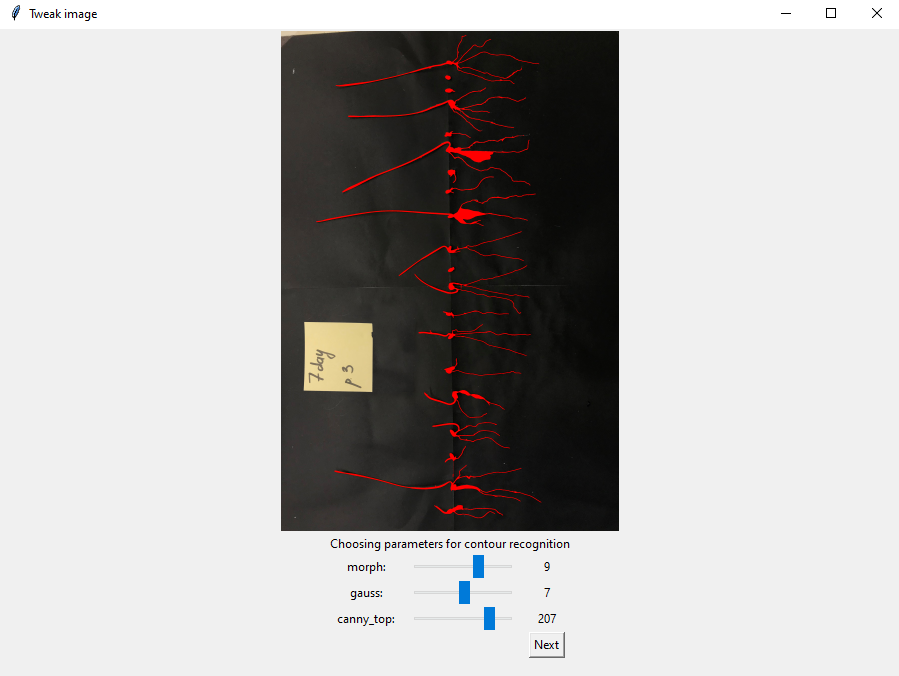 Tweak image
7 day
p 3
Choosing parameters for contour recognition
morph: 9
gauss: 7
canny_top: 207
Next